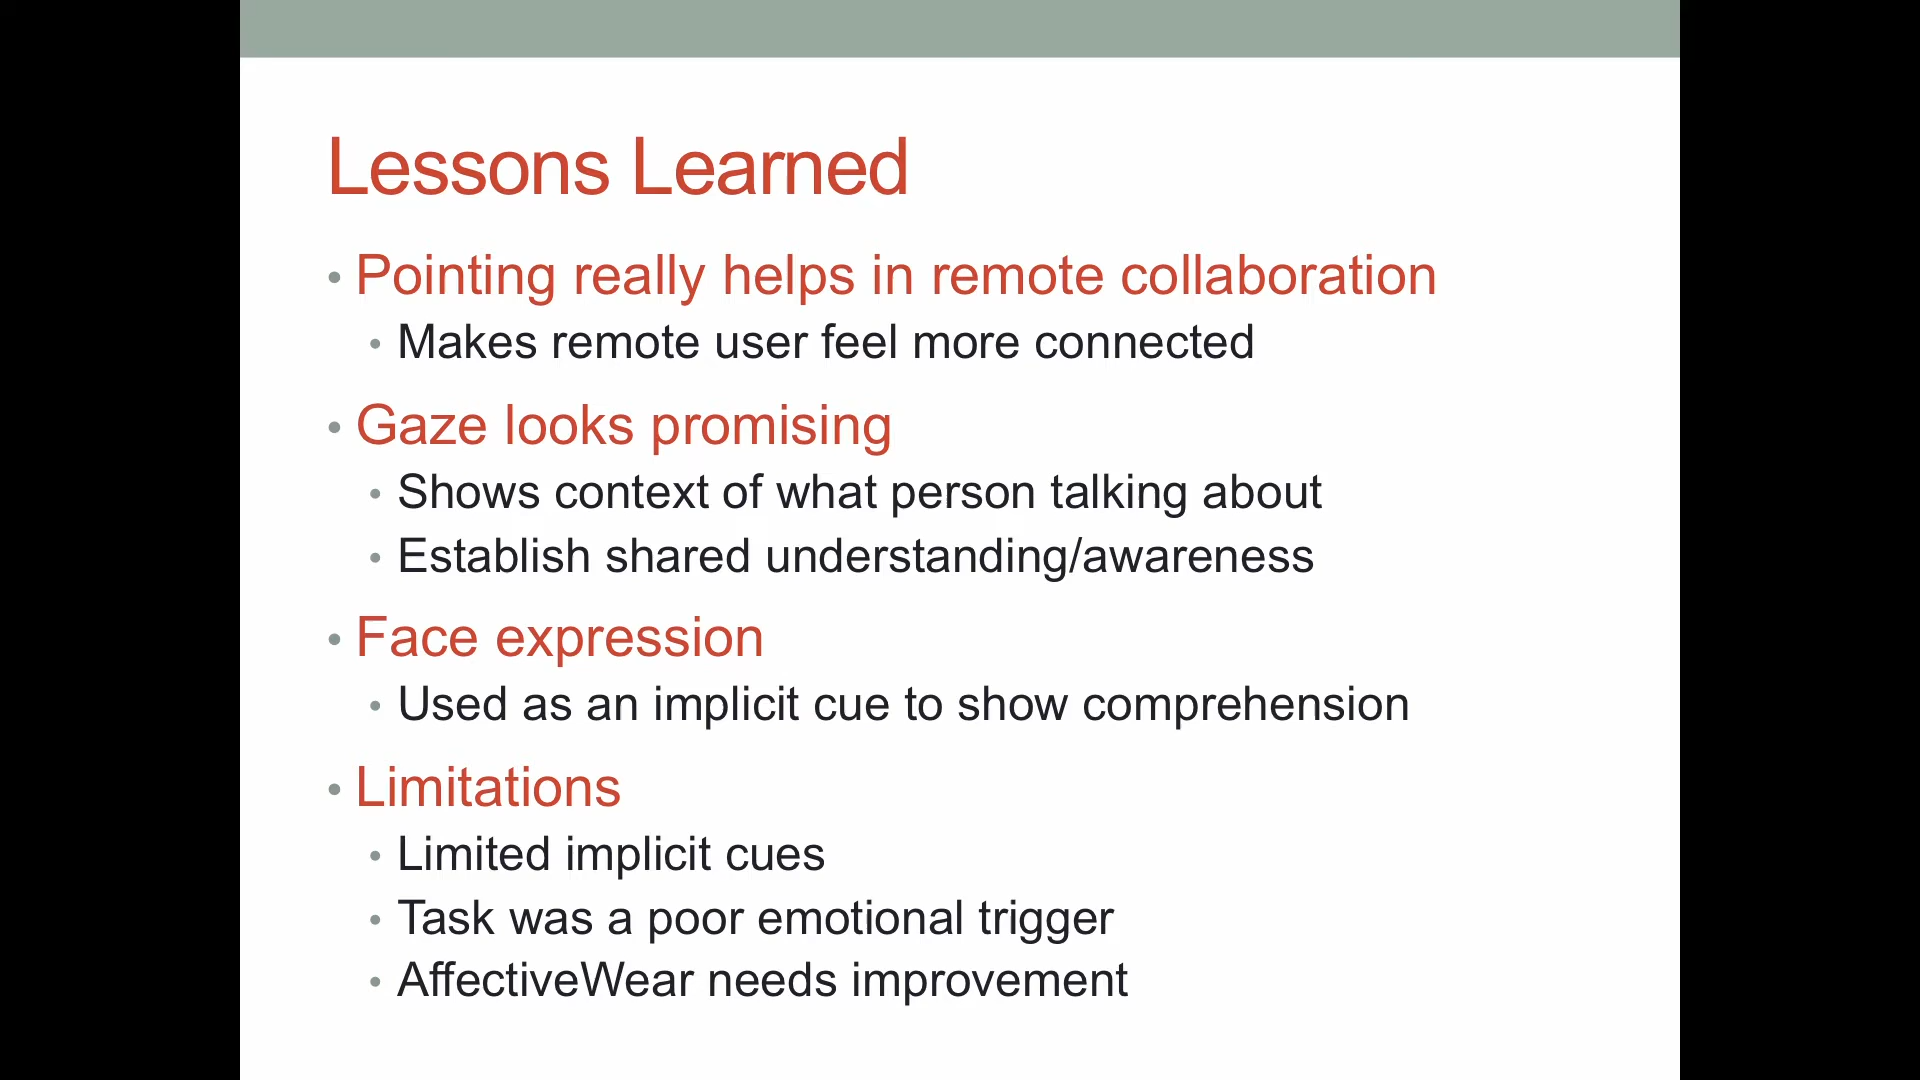 Lessons Learned
• Pointing really helps in remote collaboration
• Makes remote user feel more connected
• Gaze looks promising
• Shows context of what person talking about
• Establish shared understanding/awareness
• Face expression
• Used as an implicit cue to show comprehension
• Limitations
• Limited implicit cues
• Task was a poor emotional trigger
• AffectiveWear needs improvement